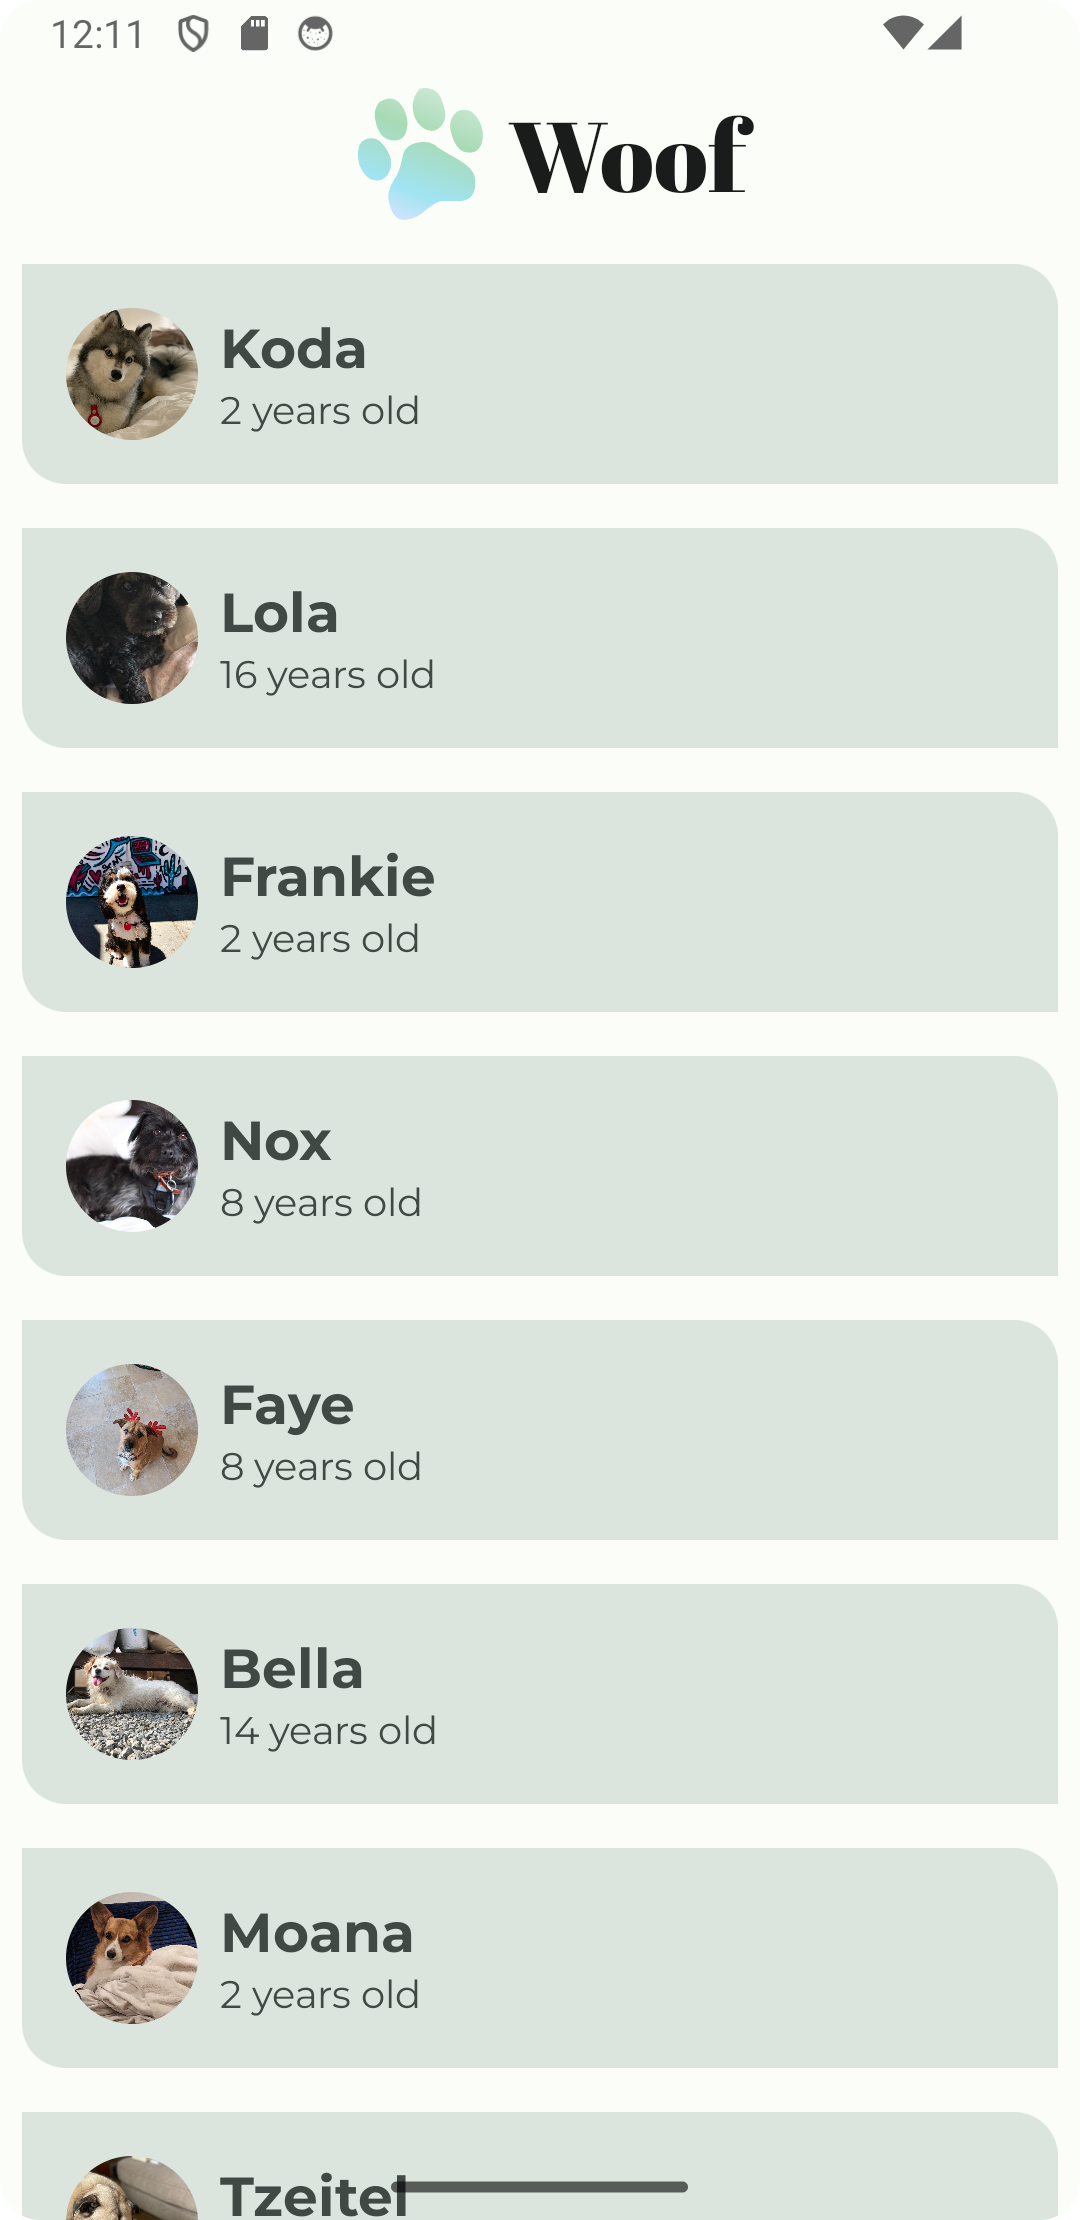 12:11
Woof
Koda
2 years old
Lola
16 years old
Frankie
2 years old
Nox
8 years old
Faye
8 years old
Bella
14 years old
Moana
2 years old
Tzeitel